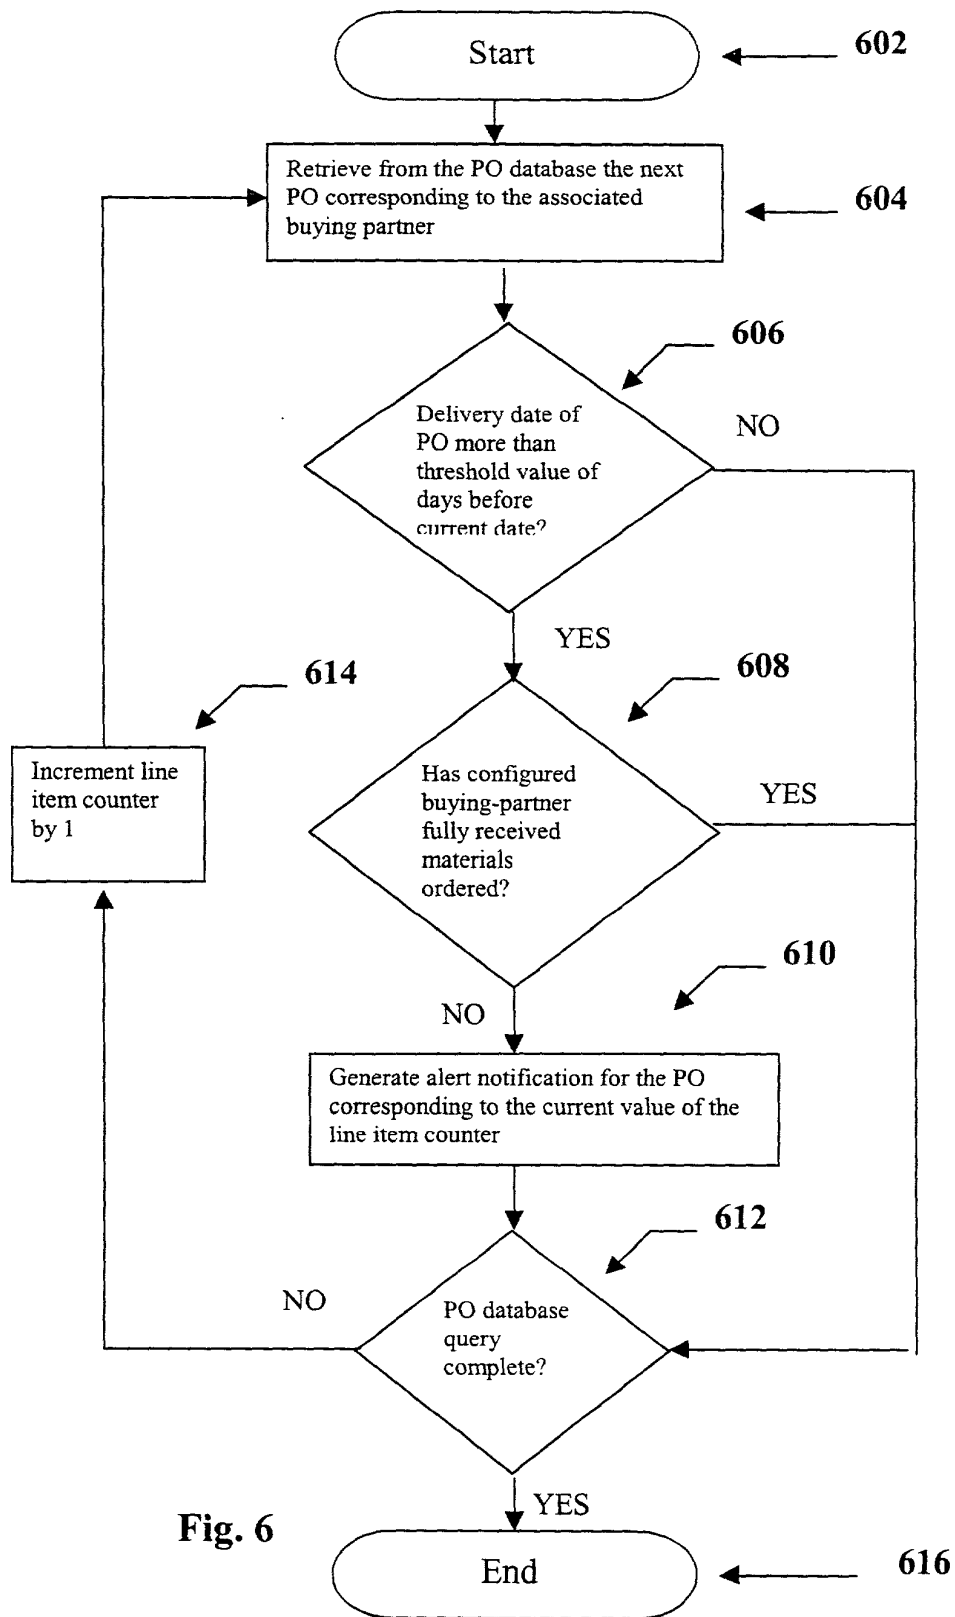 Start
602
Retrieve from the PO database the next
PO corresponding to the associated
buying partner
604
606
Delivery date of
PO more than
threshold value of
days before
current date?
NO
YES
608
614
Increment line
item counter
by 1
Has configured
buying-partner
fully received
materials
ordered?
YES
610
NO
Generate alert notification for the PO
corresponding to the current value of the
line item counter
612
NO
PO database
query
complete?
YES
Fig. 6
End
616